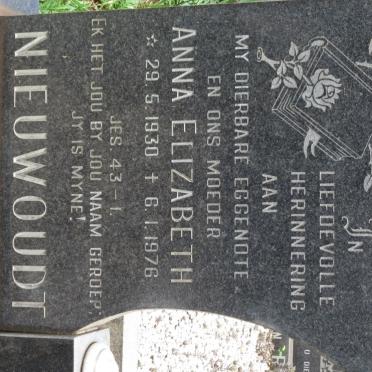 IN
LIEFDEVOLLE
HERINNERING
AAN
MY DIERBARE EGGENOTE
EN ONS MOEDER
ANNA ELIZABETH
☆ 29.5.1930 ✝ 6.1.1976
JES 43-1.
EK HET JOU BY JOU NAAM GEROEP.
JY IS MYNE!
NIEUWOUDT